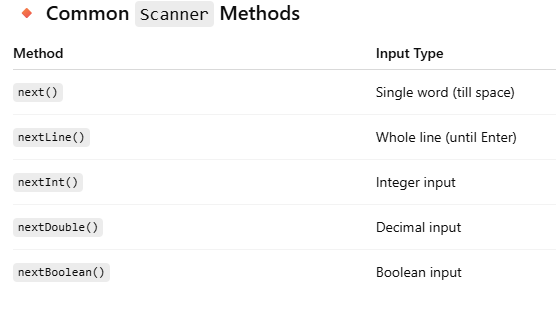 Common Scanner Methods
Method Input Type
next() Single word (till space)
nextLine() Whole line (until Enter)
nextInt() Integer input
nextDouble() Decimal input
nextBoolean() Boolean input